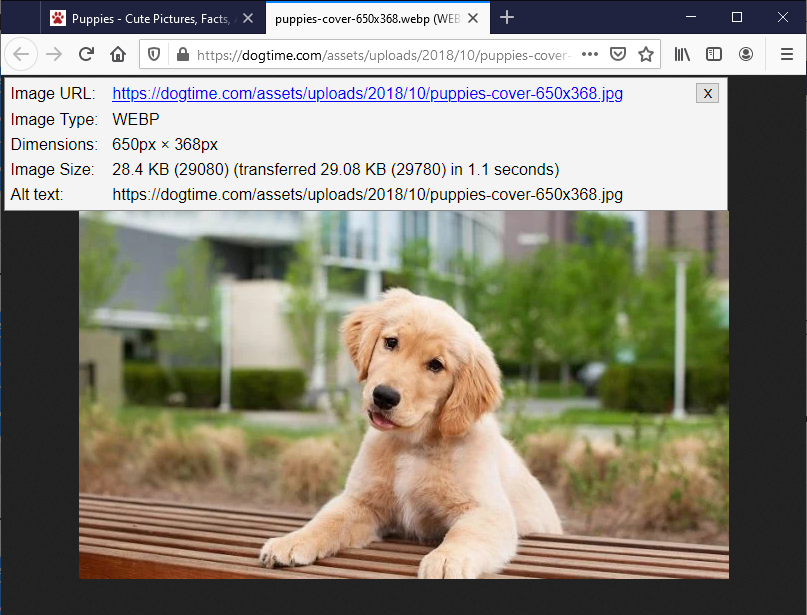 Puppies - Cute Pictures, Facts,
puppies-cover-650x368.webp (WEB
https://dogtime.com/assets/uploads/2018/10/puppies-cover-
Image URL: https://dogtime.com/assets/uploads/2018/10/puppies-cover-650x368.jpg
X
Image Type: WEBP
Dimensions: 650px × 368px
Image Size: 28.4 KB (29080) (transferred 29.08 KB (29780) in 1.1 seconds)
Alt text: https://dogtime.com/assets/uploads/2018/10/puppies-cover-650x368.jpg